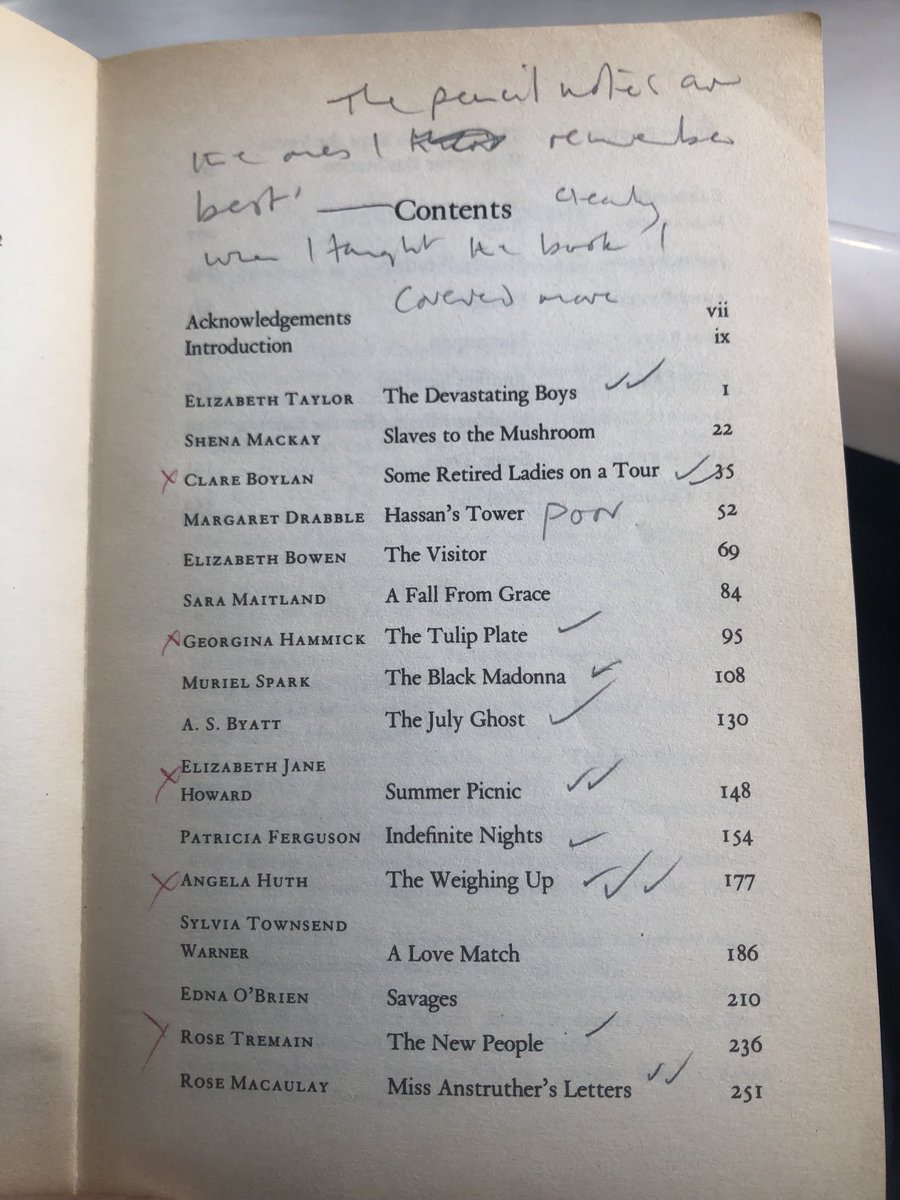 The pencil notes are
the ones I remember
best' — Contents clearly
when I taught the book I
covered more
Acknowledgements vii
Introduction ix
ELIZABETH TAYLOR The Devastating Boys ✓✓ 1
SHENA MACKAY Slaves to the Mushroom 22
x CLARE BOYLAN Some Retired Ladies on a Tour ✓✓ 35
MARGARET DRABBLE Hassan's Tower poor 52
ELIZABETH BOWEN The Visitor 69
SARA MAITLAND A Fall From Grace 84
x GEORGINA HAMMICK The Tulip Plate ✓ 95
MURIEL SPARK The Black Madonna ✓ 108
A. S. BYATT The July Ghost ✓ 130
x ELIZABETH JANE
HOWARD Summer Picnic ✓✓ 148
PATRICIA FERGUSON Indefinite Nights ✓ 154
x ANGELA HUTH The Weighing Up ✓✓✓ 177
SYLVIA TOWNSEND
WARNER A Love Match 186
EDNA O'BRIEN Savages 210
x ROSE TREMAIN The New People ✓ 236
ROSE MACAULAY Miss Anstruther's Letters ✓✓ 251